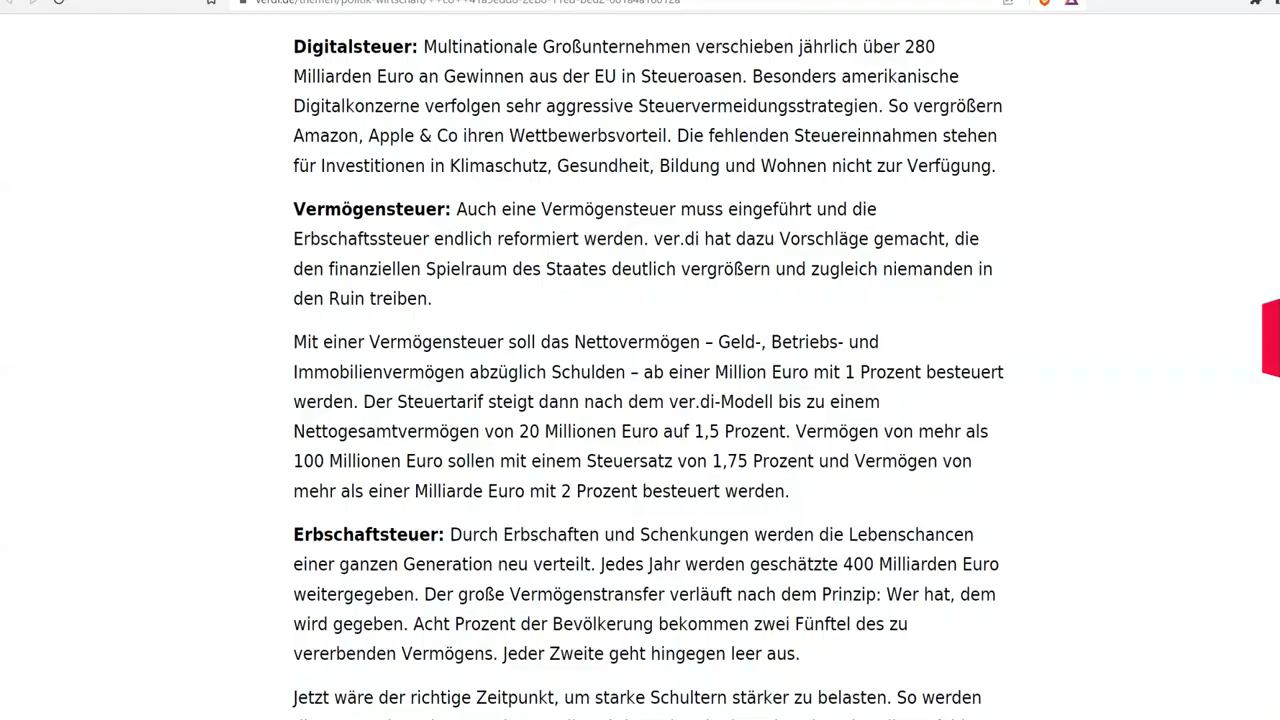 Digitalsteuer: Multinationale Großunternehmen verschieben jährlich über 280
Milliarden Euro an Gewinnen aus der EU in Steueroasen. Besonders amerikanische
Digitalkonzerne verfolgen sehr aggressive Steuervermeidungsstrategien. So vergrößern
Amazon, Apple & Co ihren Wettbewerbsvorteil. Die fehlenden Steuereinnahmen stehen
für Investitionen in Klimaschutz, Gesundheit, Bildung und Wohnen nicht zur Verfügung.
Vermögensteuer: Auch eine Vermögensteuer muss eingeführt und die
Erbschaftssteuer endlich reformiert werden. ver.di hat dazu Vorschläge gemacht, die
den finanziellen Spielraum des Staates deutlich vergrößern und zugleich niemanden in
den Ruin treiben.
Mit einer Vermögensteuer soll das Nettovermögen – Geld-, Betriebs- und
Immobilienvermögen abzüglich Schulden – ab einer Million Euro mit 1 Prozent besteuert
werden. Der Steuertarif steigt dann nach dem ver.di-Modell bis zu einem
Nettogesamtvermögen von 20 Millionen Euro auf 1,5 Prozent. Vermögen von mehr als
100 Millionen Euro sollen mit einem Steuersatz von 1,75 Prozent und Vermögen von
mehr als einer Milliarde Euro mit 2 Prozent besteuert werden.
Erbschaftsteuer: Durch Erbschaften und Schenkungen werden die Lebenschancen
einer ganzen Generation neu verteilt. Jedes Jahr werden geschätzte 400 Milliarden Euro
weitergegeben. Der große Vermögenstransfer verläuft nach dem Prinzip: Wer hat, dem
wird gegeben. Acht Prozent der Bevölkerung bekommen zwei Fünftel des zu
vererbenden Vermögens. Jeder Zweite geht hingegen leer aus.
Jetzt wäre der richtige Zeitpunkt, um starke Schultern stärker zu belasten. So werden